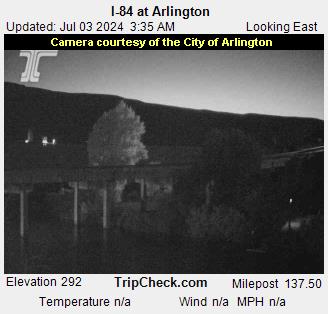 I-84 at Arlington
Updated: Jul 03 2024 3:35 AM Looking East
Camera courtesy of the City of Arlington
Elevation 292 TripCheck.com Milepost 137.50
Temperature n/a Wind n/a MPH n/a